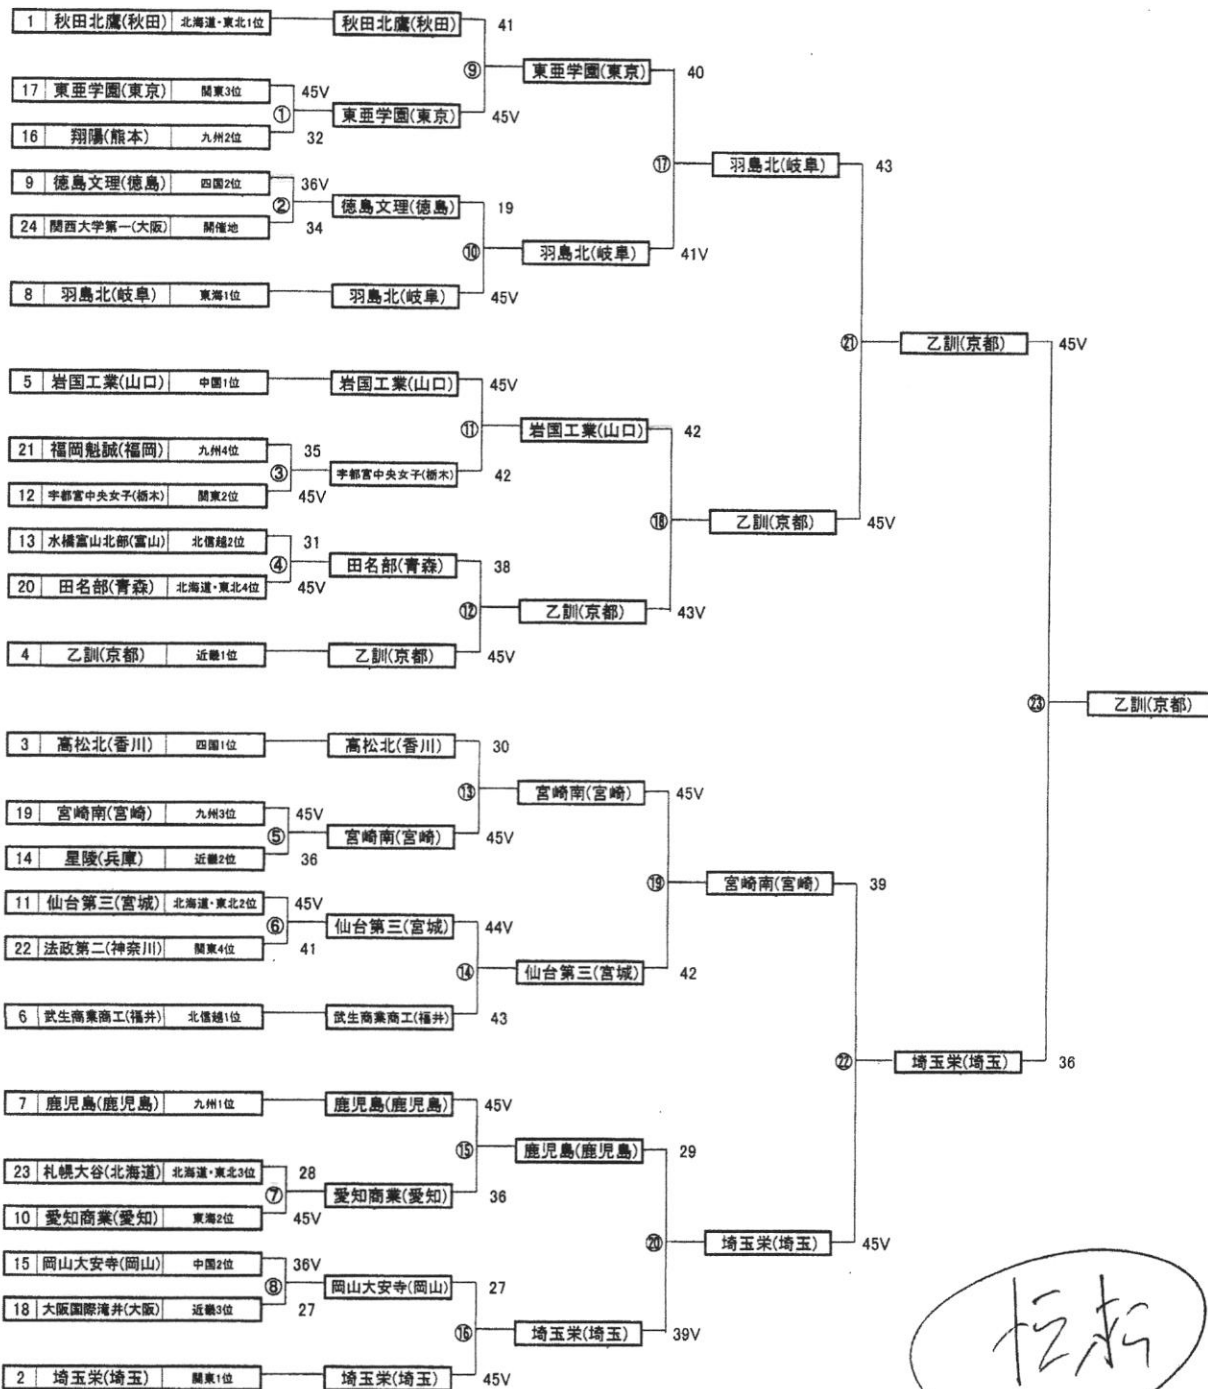 1 秋田北鷹(秋田) 北海道・東北1位 秋田北鷹(秋田) 41
⑨ 東亜学園(東京) 40
17 東亜学園(東京) 関東3位 45V
① 東亜学園(東京) 45V
16 翔陽(熊本) 九州2位 32
⑰ 羽島北(岐阜) 43
9 徳島文理(徳島) 四国2位 36V
② 徳島文理(徳島) 19
24 関西大学第一(大阪) 開催地 34
⑩ 羽島北(岐阜) 41V
8 羽島北(岐阜) 東海1位 羽島北(岐阜) 45V
㉑ 乙訓(京都) 45V
5 岩国工業(山口) 中国1位 岩国工業(山口) 45V
⑪ 岩国工業(山口) 42
21 福岡魁誠(福岡) 九州4位 35
③ 宇都宮中央女子(栃木) 42
12 宇都宮中央女子(栃木) 関東2位 45V
⑱ 乙訓(京都) 45V
13 水橋富山北部(富山) 北信越2位 31
④ 田名部(青森) 38
20 田名部(青森) 北海道・東北4位 45V
⑫ 乙訓(京都) 43V
4 乙訓(京都) 近畿1位 乙訓(京都) 45V
㉓ 乙訓(京都)
3 高松北(香川) 四国1位 高松北(香川) 30
⑬ 宮崎南(宮崎) 45V
19 宮崎南(宮崎) 九州3位 45V
⑤ 宮崎南(宮崎) 45V
14 星陵(兵庫) 近畿2位 36
⑲ 宮崎南(宮崎) 39
11 仙台第三(宮城) 北海道・東北2位 45V
⑥ 仙台第三(宮城) 44V
22 法政第二(神奈川) 関東4位 41
⑭ 仙台第三(宮城) 42
6 武生商業商工(福井) 北信越1位 武生商業商工(福井) 43
㉒ 埼玉栄(埼玉) 36
7 鹿児島(鹿児島) 九州1位 鹿児島(鹿児島) 45V
⑮ 鹿児島(鹿児島) 29
23 札幌大谷(北海道) 北海道・東北3位 28
⑦ 愛知商業(愛知) 36
10 愛知商業(愛知) 東海2位 45V
⑳ 埼玉栄(埼玉) 45V
15 岡山大安寺(岡山) 中国2位 36V
⑧ 岡山大安寺(岡山) 27
18 大阪国際滝井(大阪) 近畿3位 27
⑯ 埼玉栄(埼玉) 39V
2 埼玉栄(埼玉) 関東1位 埼玉栄(埼玉) 45V